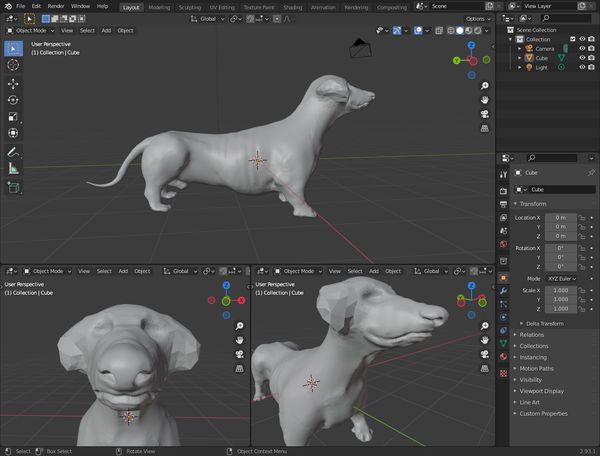 File Edit Render Window Help Layout Modeling Sculpting UV Editing Texture Paint Shading Animation Rendering Compositing Scene View Layer
Global Options
Object Mode View Select Add Object
User Perspective
(1) Collection | Cube
Z
Y
Scene Collection
Collection
Camera
Cube
Light
Cube
Cube
Transform
Location X 0 m
Y 0 m
Z 0 m
Rotation X 0°
Y 0°
Z 0°
Mode XYZ Euler
Scale X 1.000
Y 1.000
Z 1.000
Delta Transform
Relations
Collections
Instancing
Motion Paths
Visibility
Viewport Display
Line Art
Custom Properties
Object Mode View Select Add Object Global
User Perspective
(1) Collection | Cube
Z
X
Object Mode View Select Add Object Global
User Perspective
(1) Collection | Cube
Z
Select Box Select Rotate View Object Context Menu 2.93.1